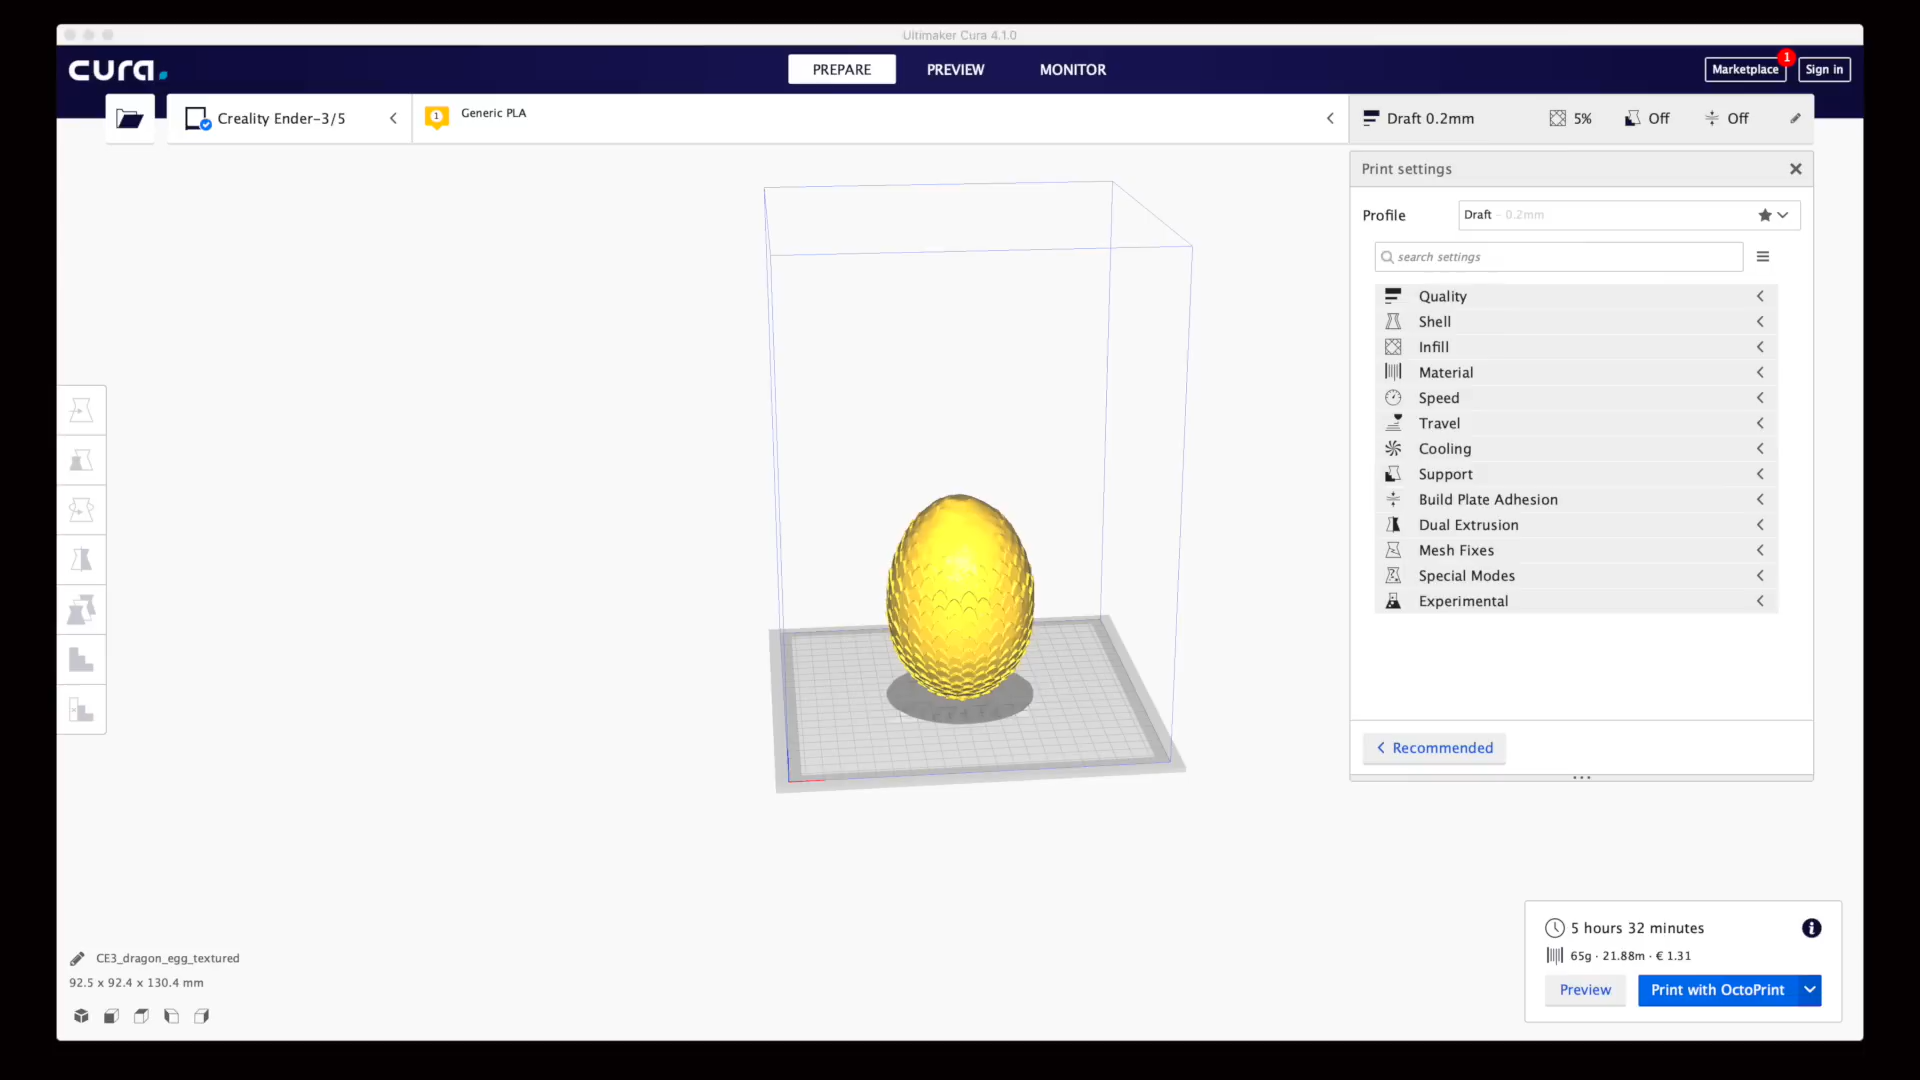 Ultimaker Cura 4.1.0
cura.
PREPARE
PREVIEW
MONITOR
Marketplace
1
Sign in
Creality Ender-3/5
1
Generic PLA
Draft 0.2mm
5%
Off
Off
Print settings
Profile
Draft - 0.2mm
search settings
Quality
Shell
Infill
Material
Speed
Travel
Cooling
Support
Build Plate Adhesion
Dual Extrusion
Mesh Fixes
Special Modes
Experimental
Recommended
5 hours 32 minutes
65g · 21.88m · € 1.31
Preview
Print with OctoPrint
CE3_dragon_egg_textured
92.5 x 92.4 x 130.4 mm